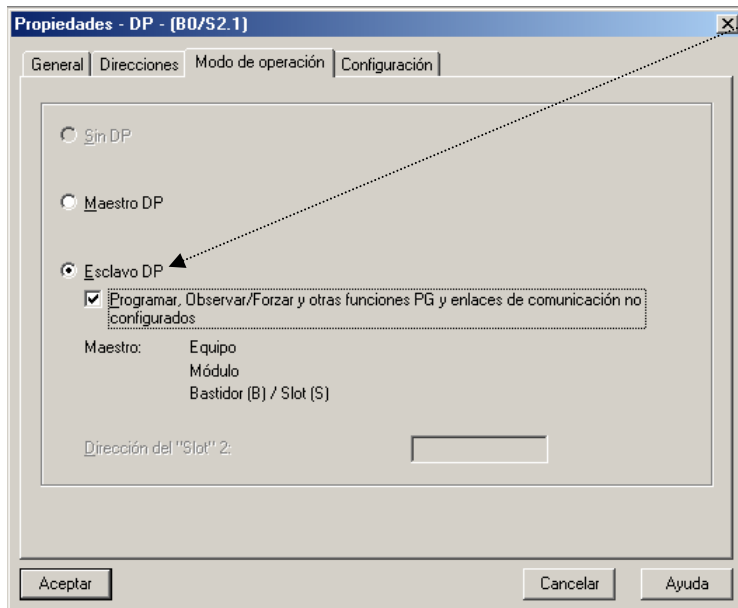 Propiedades - DP - (B0/S2.1)
General Direcciones Modo de operación Configuración
Sin DP
Maestro DP
Esclavo DP
Programar, Observar/Forzar y otras funciones PG y enlaces de comunicación no
configurados
Maestro: Equipo
Módulo
Bastidor (B) / Slot (S)
Dirección del "Slot" 2:
Aceptar Cancelar Ayuda